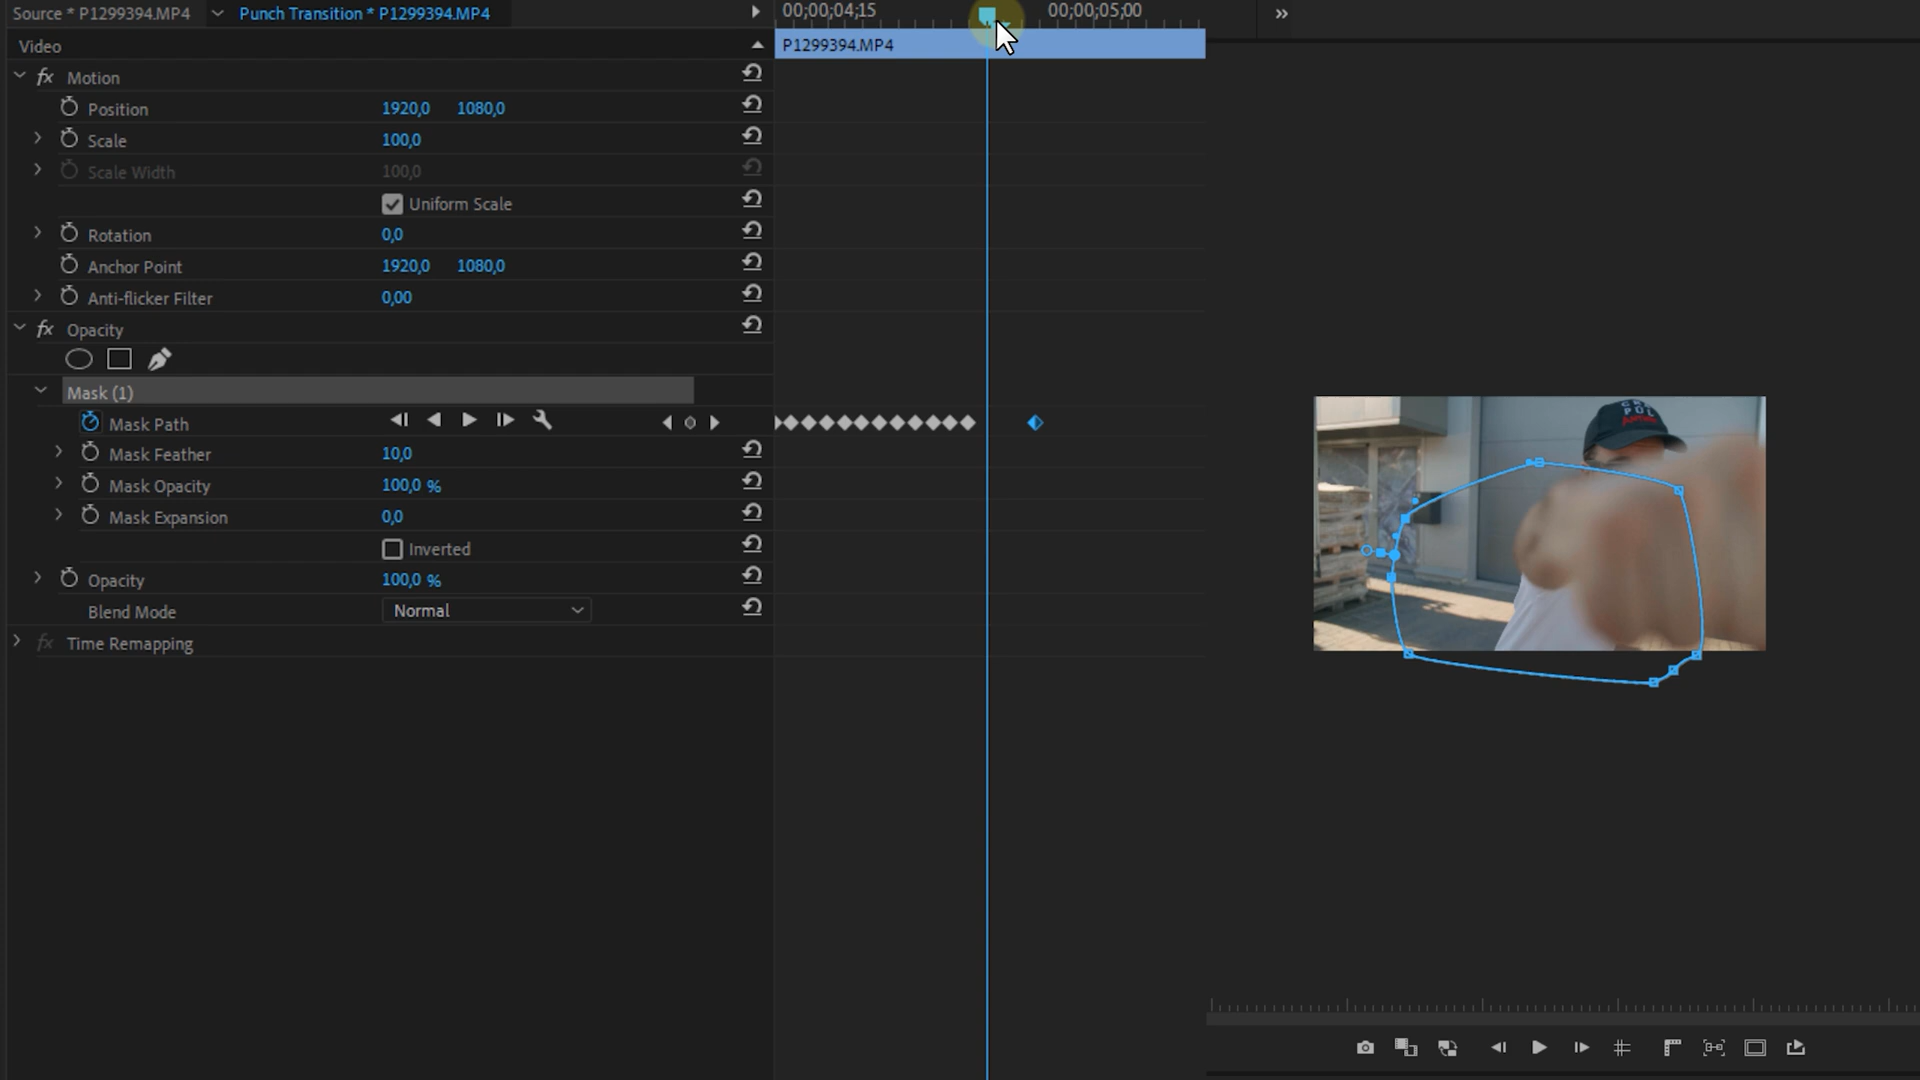 Source * P1299394.MP4
Punch Transition * P1299394.MP4
00;00;04;15
00;00;05;00
Video
P1299394.MP4
Motion
Position 1920,0 1080,0
Scale 100,0
Scale Width 100,0
Uniform Scale
Rotation 0,0
Anchor Point 1920,0 1080,0
Anti-flicker Filter 0,00
fx Opacity
Mask (1)
Mask Path
Mask Feather 10,0
Mask Opacity 100,0 %
Mask Expansion 0,0
Inverted
Opacity 100,0 %
Blend Mode Normal
fx Time Remapping